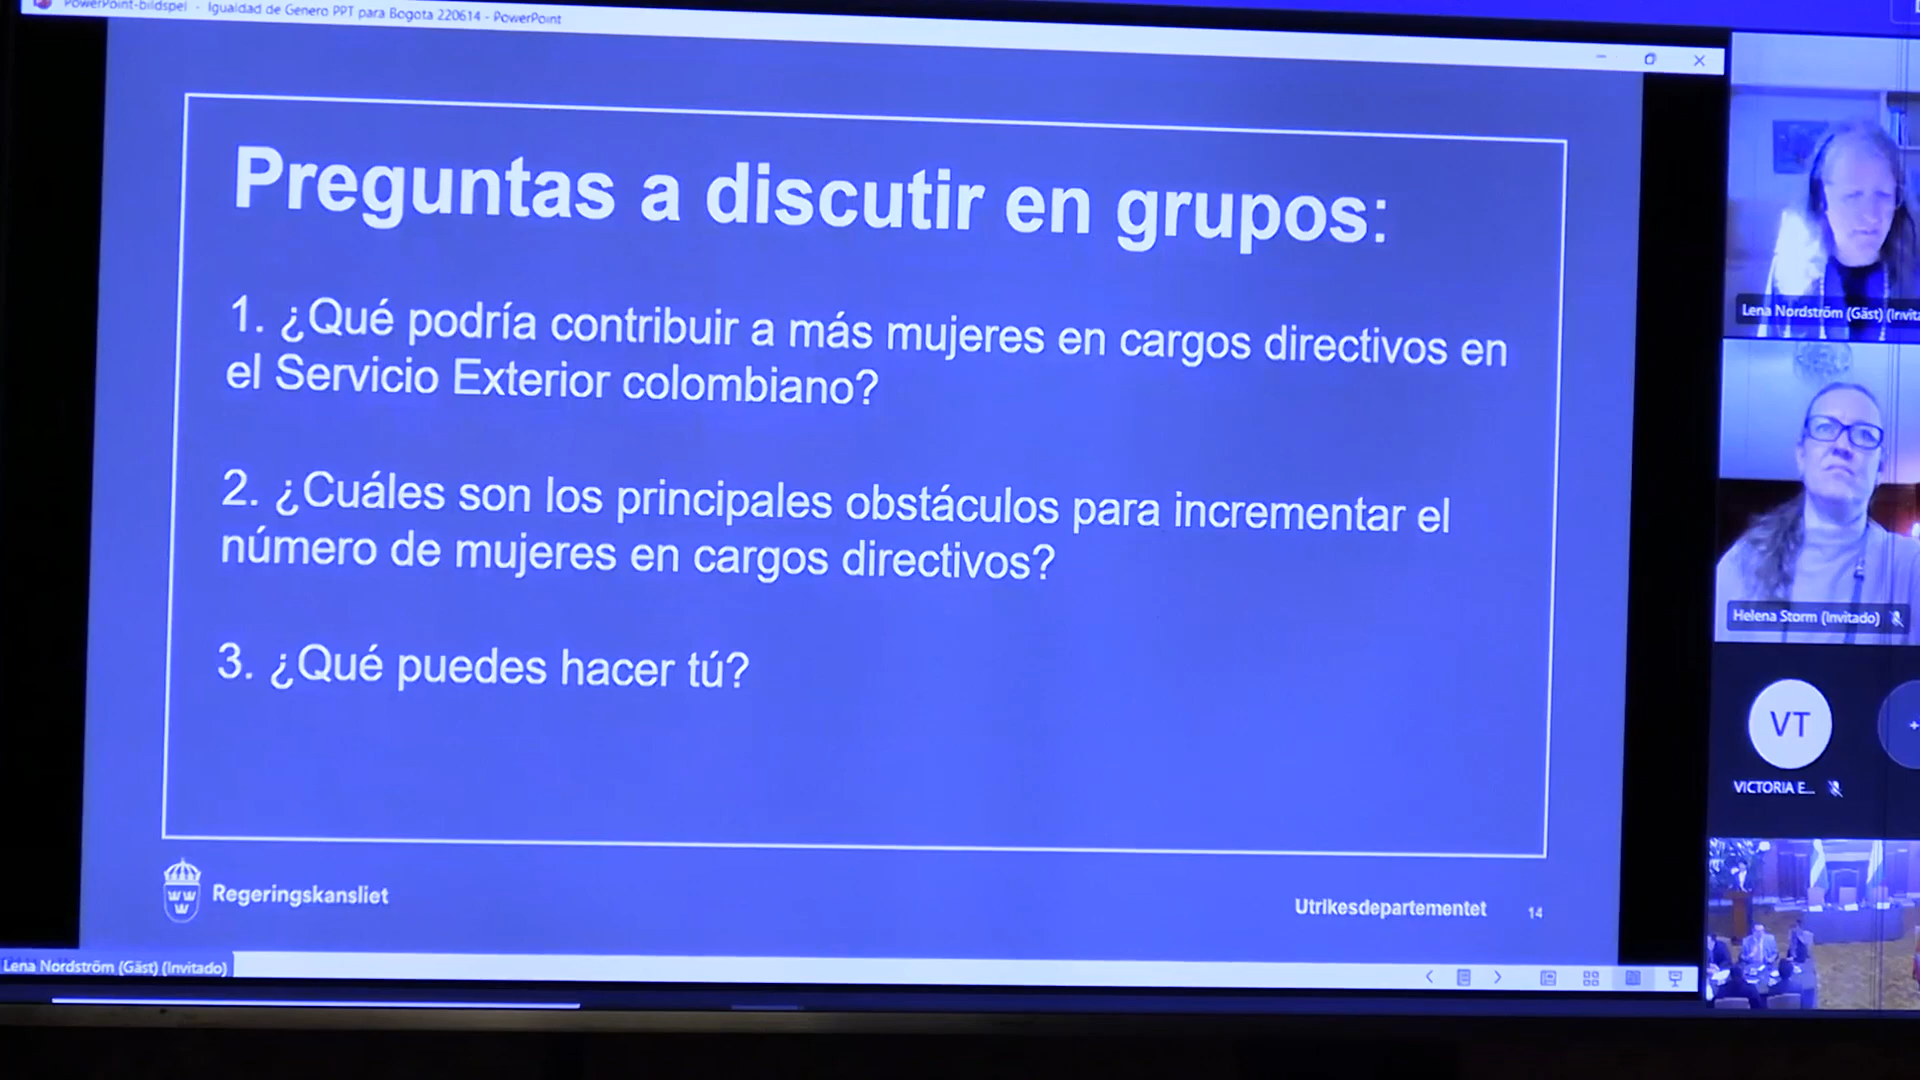 PowerPoint-bildspel - Igualdad de Genero PPT para Bogota 220614 - PowerPoint
Preguntas a discutir en grupos:
1. ¿Qué podría contribuir a más mujeres en cargos directivos en
el Servicio Exterior colombiano?
2. ¿Cuáles son los principales obstáculos para incrementar el
número de mujeres en cargos directivos?
3. ¿Qué puedes hacer tú?
Regeringskansliet
Utrikesdepartementet 14
Lena Nordström (Gäst) (Invitado)
Lena Nordström (Gäst) (Invita
Helena Storm (Invitado)
VT
VICTORIA E...